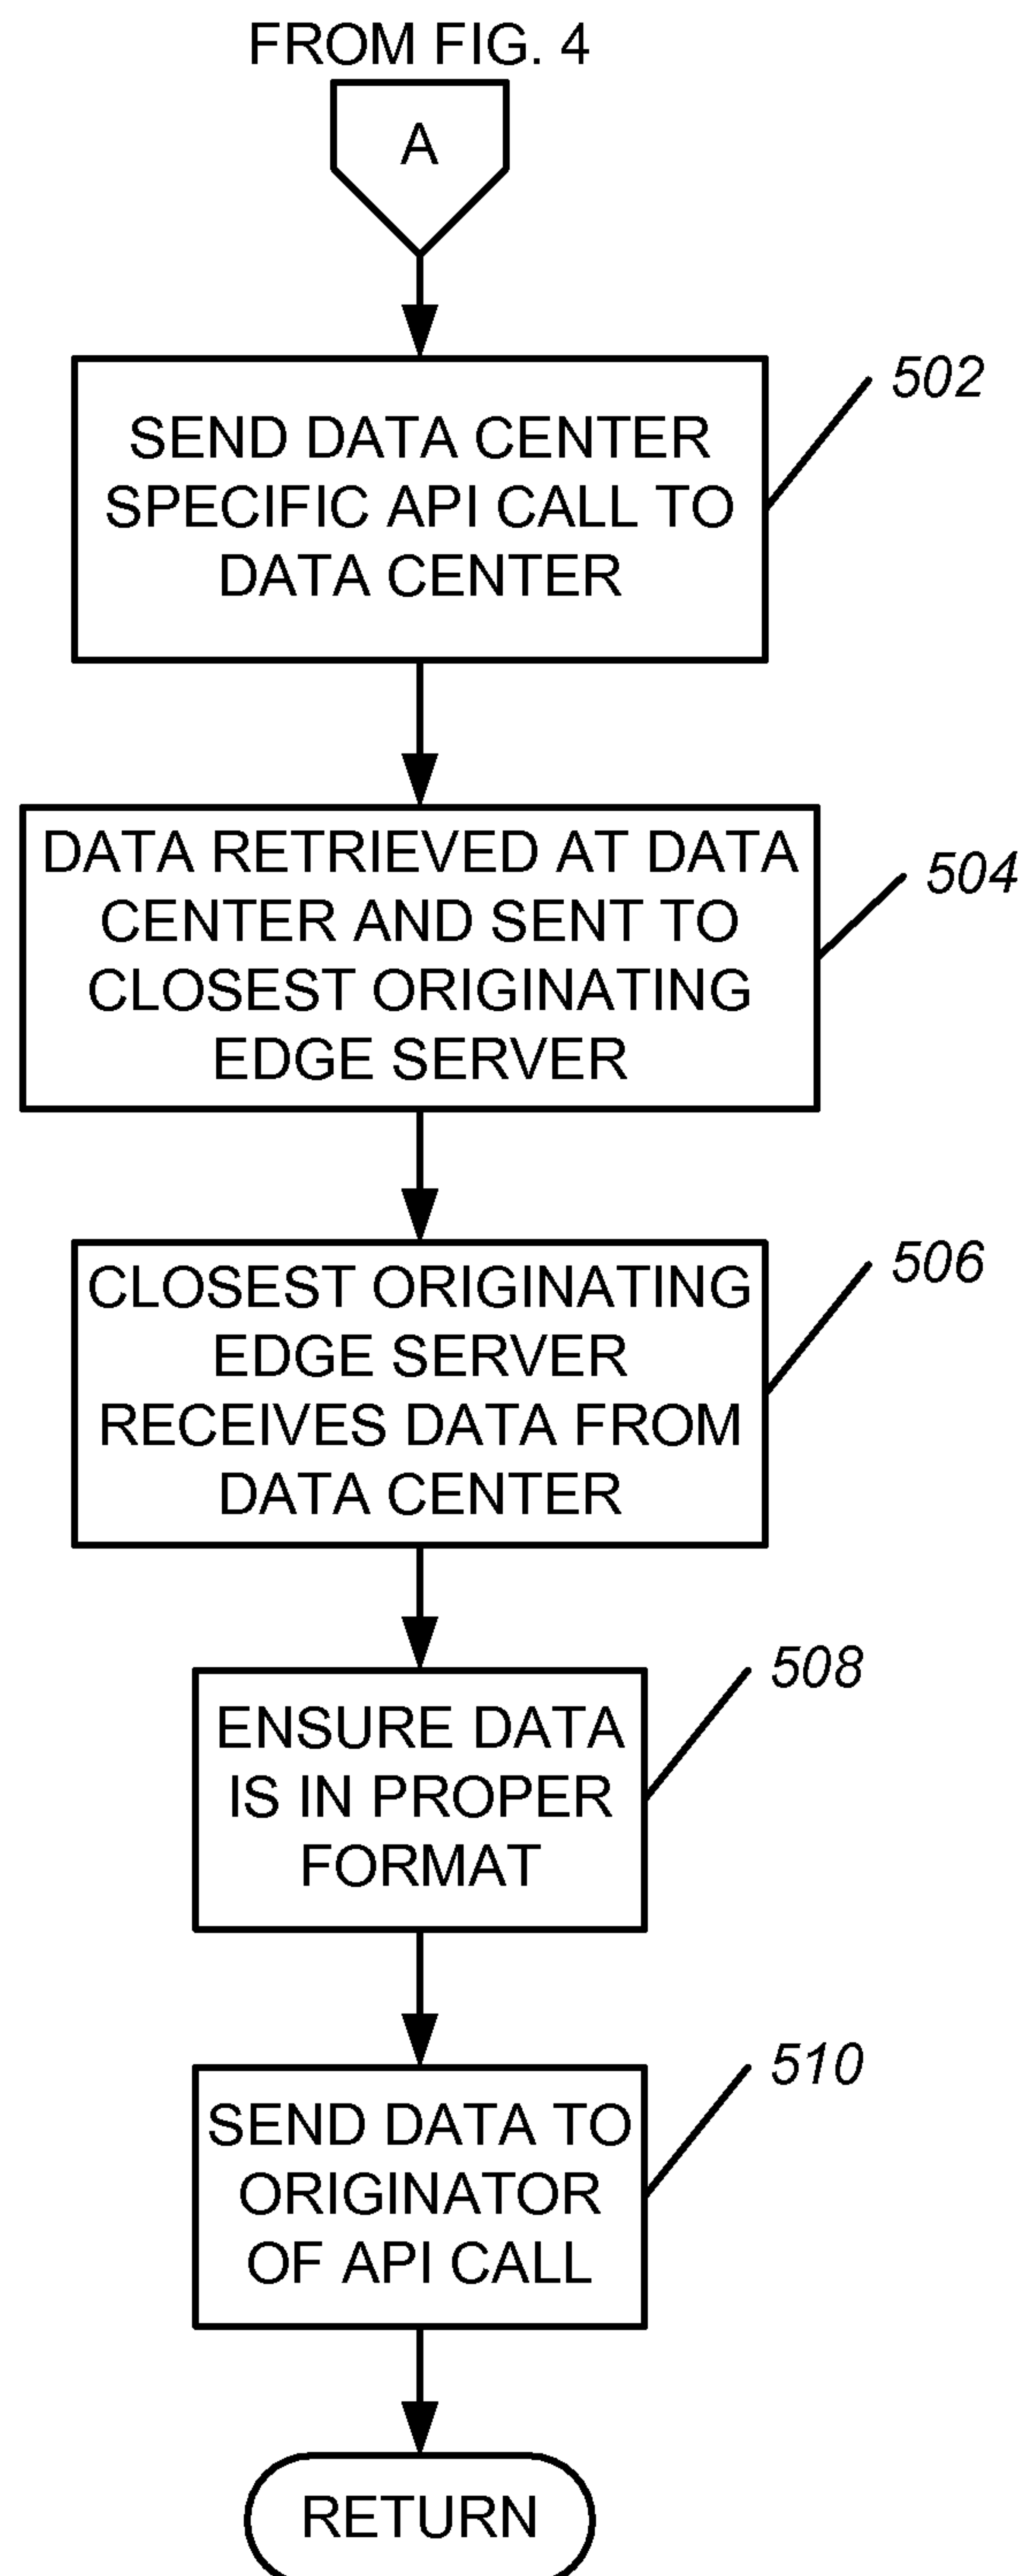 FROM FIG. 4
A
502
SEND DATA CENTER
SPECIFIC API CALL TO
DATA CENTER
504
DATA RETRIEVED AT DATA
CENTER AND SENT TO
CLOSEST ORIGINATING
EDGE SERVER
506
CLOSEST ORIGINATING
EDGE SERVER
RECEIVES DATA FROM
DATA CENTER
508
ENSURE DATA
IS IN PROPER
FORMAT
510
SEND DATA TO
ORIGINATOR
OF API CALL
RETURN